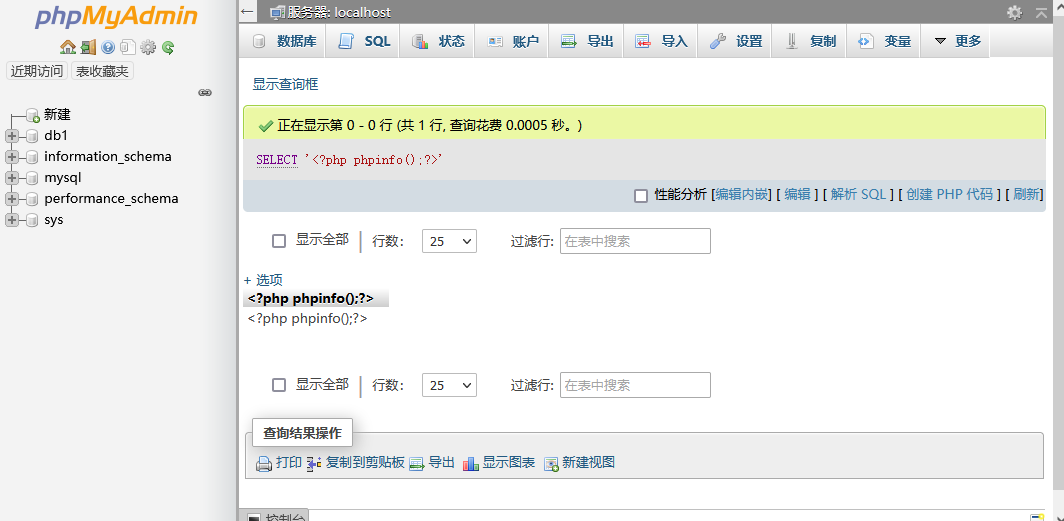 phpMyAdmin
近期访问 表收藏夹
新建
db1
information_schema
mysql
performance_schema
sys
服务器: localhost
数据库 SQL 状态 账户 导出 导入 设置 复制 变量 更多
显示查询框
正在显示第 0 - 0 行 (共 1 行, 查询花费 0.0005 秒。)
SELECT '<?php phpinfo();?>'
性能分析 [编辑内嵌] [ 编辑 ] [ 解析 SQL ] [ 创建 PHP 代码 ] [ 刷新]
显示全部 行数: 25 过滤行: 在表中搜索
+ 选项
<?php phpinfo();?>
<?php phpinfo();?>
显示全部 行数: 25 过滤行: 在表中搜索
查询结果操作
打印 复制到剪贴板 导出 显示图表 新建视图
控制台